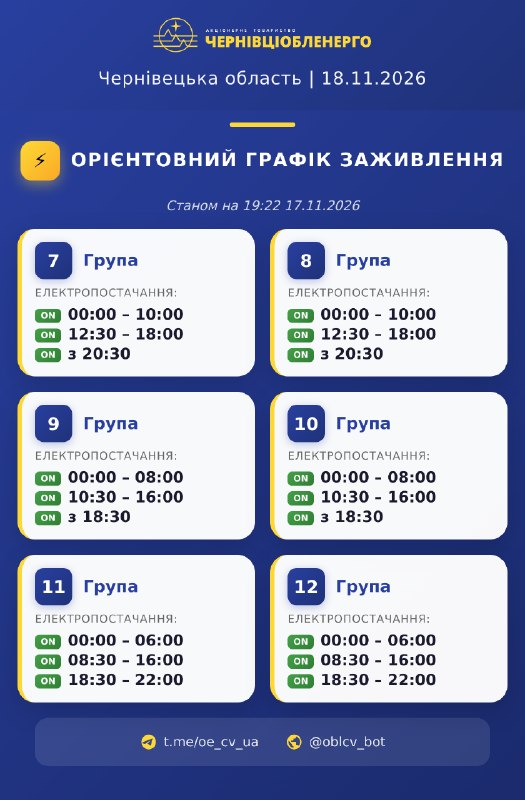 АКЦІОНЕРНЕ ТОВАРИСТВО
ЧЕРНІВЦІОБЛЕНЕРГО
Чернівецька область | 18.11.2026
ОРІЄНТОВНИЙ ГРАФІК ЗАЖИВЛЕННЯ
Станом на 19:22 17.11.2026
7 Група
ЕЛЕКТРОПОСТАЧАННЯ:
ON 00:00 – 10:00
ON 12:30 – 18:00
ON з 20:30
8 Група
ЕЛЕКТРОПОСТАЧАННЯ:
ON 00:00 – 10:00
ON 12:30 – 18:00
ON з 20:30
9 Група
ЕЛЕКТРОПОСТАЧАННЯ:
ON 00:00 – 08:00
ON 10:30 – 16:00
ON з 18:30
10 Група
ЕЛЕКТРОПОСТАЧАННЯ:
ON 00:00 – 08:00
ON 10:30 – 16:00
ON з 18:30
11 Група
ЕЛЕКТРОПОСТАЧАННЯ:
ON 00:00 – 06:00
ON 08:30 – 16:00
ON 18:30 – 22:00
12 Група
ЕЛЕКТРОПОСТАЧАННЯ:
ON 00:00 – 06:00
ON 08:30 – 16:00
ON 18:30 – 22:00
t.me/oe_cv_ua @oblcv_bot